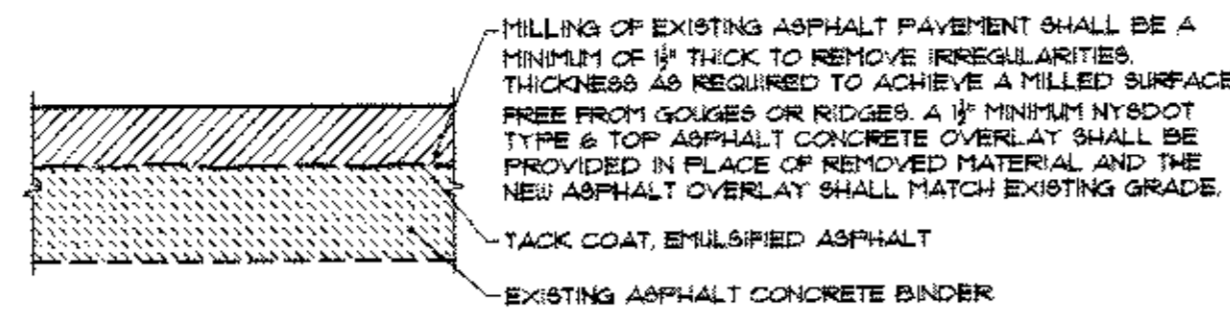 MILLING OF EXISTING ASPHALT PAVEMENT SHALL BE A
MINIMUM OF 1½" THICK TO REMOVE IRREGULARITIES.
THICKNESS AS REQUIRED TO ACHIEVE A MILLED SURFACE
FREE FROM GOUGES OR RIDGES. A 1½" MINIMUM NYSDOT
TYPE 6 TOP ASPHALT CONCRETE OVERLAY SHALL BE
PROVIDED IN PLACE OF REMOVED MATERIAL AND THE
NEW ASPHALT OVERLAY SHALL MATCH EXISTING GRADE.
TACK COAT, EMULSIFIED ASPHALT
EXISTING ASPHALT CONCRETE BINDER